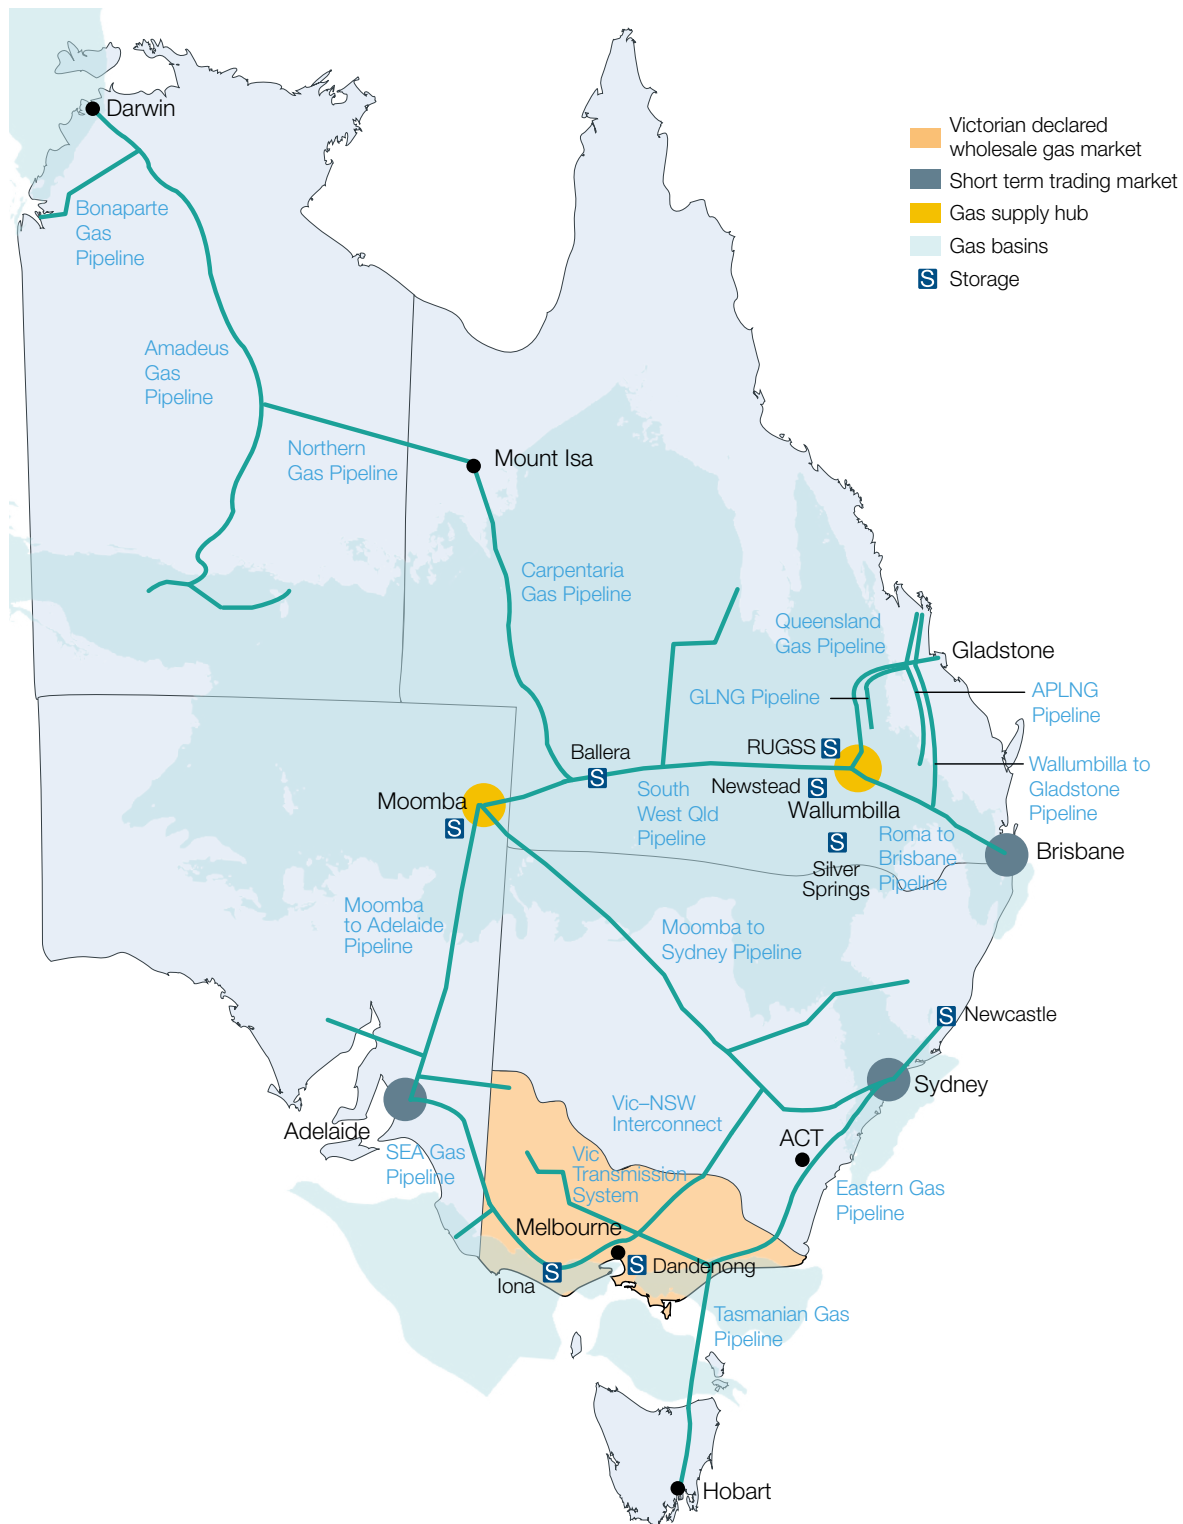 Darwin
Victorian declared
wholesale gas market
Short term trading market
Gas supply hub
Gas basins
S Storage
Bonaparte
Gas
Pipeline
Amadeus
Gas
Pipeline
Northern
Gas Pipeline
Mount Isa
Carpentaria
Gas Pipeline
Queensland
Gas Pipeline
Gladstone
GLNG Pipeline
APLNG
Pipeline
Ballera
S
RUGSS S
Newstead S
Wallumbilla
Wallumbilla to
Gladstone
Pipeline
Moomba
S
South
West Qld
Pipeline
S
Silver
Springs
Roma to
Brisbane
Pipeline
Brisbane
Moomba
to Adelaide
Pipeline
Moomba to
Sydney Pipeline
S Newcastle
Sydney
Adelaide
Vic–NSW
Interconnect
ACT
SEA Gas
Pipeline
Vic
Transmission
System
Eastern Gas
Pipeline
Melbourne
S Dandenong
S
Iona
Tasmanian Gas
Pipeline
Hobart